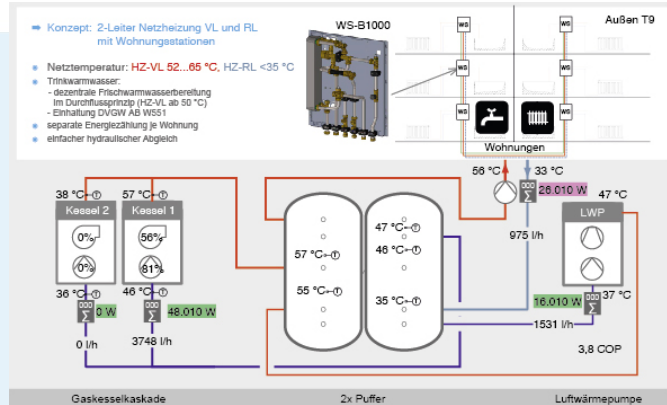 ➡ Konzept: 2-Leiter Netzheizung VL und RL
mit Wohnungsstationen
Netztemperatur: HZ-VL 52...65 °C, HZ-RL <35 °C
Trinkwarmwasser:
- dezentrale Frischwarmwasserbereitung
im Durchflussprinzip (HZ-VL ab 50 °C)
- Einhaltung DVGW AB W551
separate Energiezählung je Wohnung
einfacher hydraulischer Abgleich
WS-B1000
Außen T9
WS
WS
WS
WS
WS
WS
Wohnungen
56 °C
33 °C
26.010 W
975 l/h
38 °C
57 °C
Kessel 2
Kessel 1
0%
56%
0%
81%
36 °C
46 °C
0 W
48.010 W
0 l/h
3748 l/h
57 °C
55 °C
47 °C
46 °C
35 °C
47 °C
LWP
37 °C
16.010 W
1531 l/h
3,8 COP
Gaskesselkaskade
2x Puffer
Luftwärmepumpe